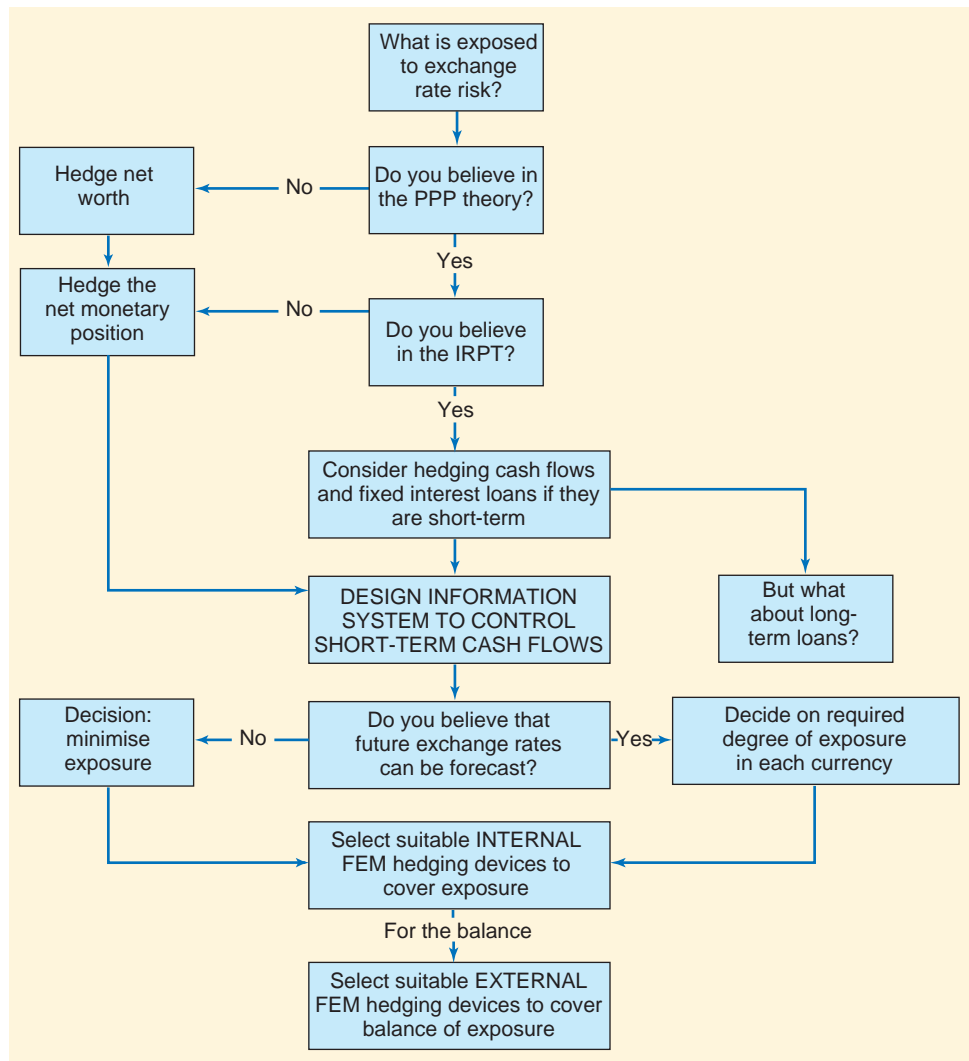 What is exposed
to exchange
rate risk?
Hedge net
worth
No
Do you believe in
the PPP theory?
Yes
Hedge the
net monetary
position
No
Do you believe
in the IRPT?
Yes
Consider hedging cash flows
and fixed interest loans if they
are short-term
DESIGN INFORMATION
SYSTEM TO CONTROL
SHORT-TERM CASH FLOWS
But what
about long-
term loans?
Decision:
minimise
exposure
No
Do you believe that
future exchange rates
can be forecast?
Yes
Decide on required
degree of exposure
in each currency
Select suitable INTERNAL
FEM hedging devices to
cover exposure
For the balance
Select suitable EXTERNAL
FEM hedging devices to cover
balance of exposure